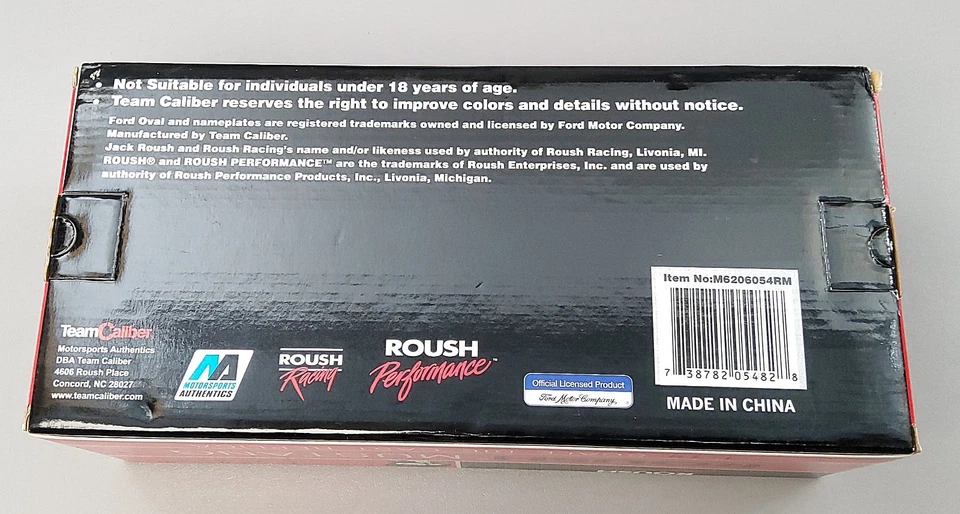 • Not Suitable for individuals under 18 years of age.
• Team Caliber reserves the right to improve colors and details without notice.
Ford Oval and nameplates are registered trademarks owned and licensed by Ford Motor Company.
Manufactured by Team Caliber.
Jack Roush and Roush Racing's name and/or likeness used by authority of Roush Racing, Livonia, MI.
ROUSH® and ROUSH PERFORMANCE™ are the trademarks of Roush Enterprises, Inc. and are used by
authority of Roush Performance Products, Inc., Livonia, Michigan.
Item No:M6206054RM
7 38782 05482 8
MADE IN CHINA
TeamCaliber
Motorsports Authentics
DBA Team Caliber
4606 Roush Place
Concord, NC 28027
www.teamcaliber.com
MOTORSPORTS
AUTHENTICS
ROUSH
Racing
ROUSH
Performance™
Official Licensed Product
Ford Motor Company